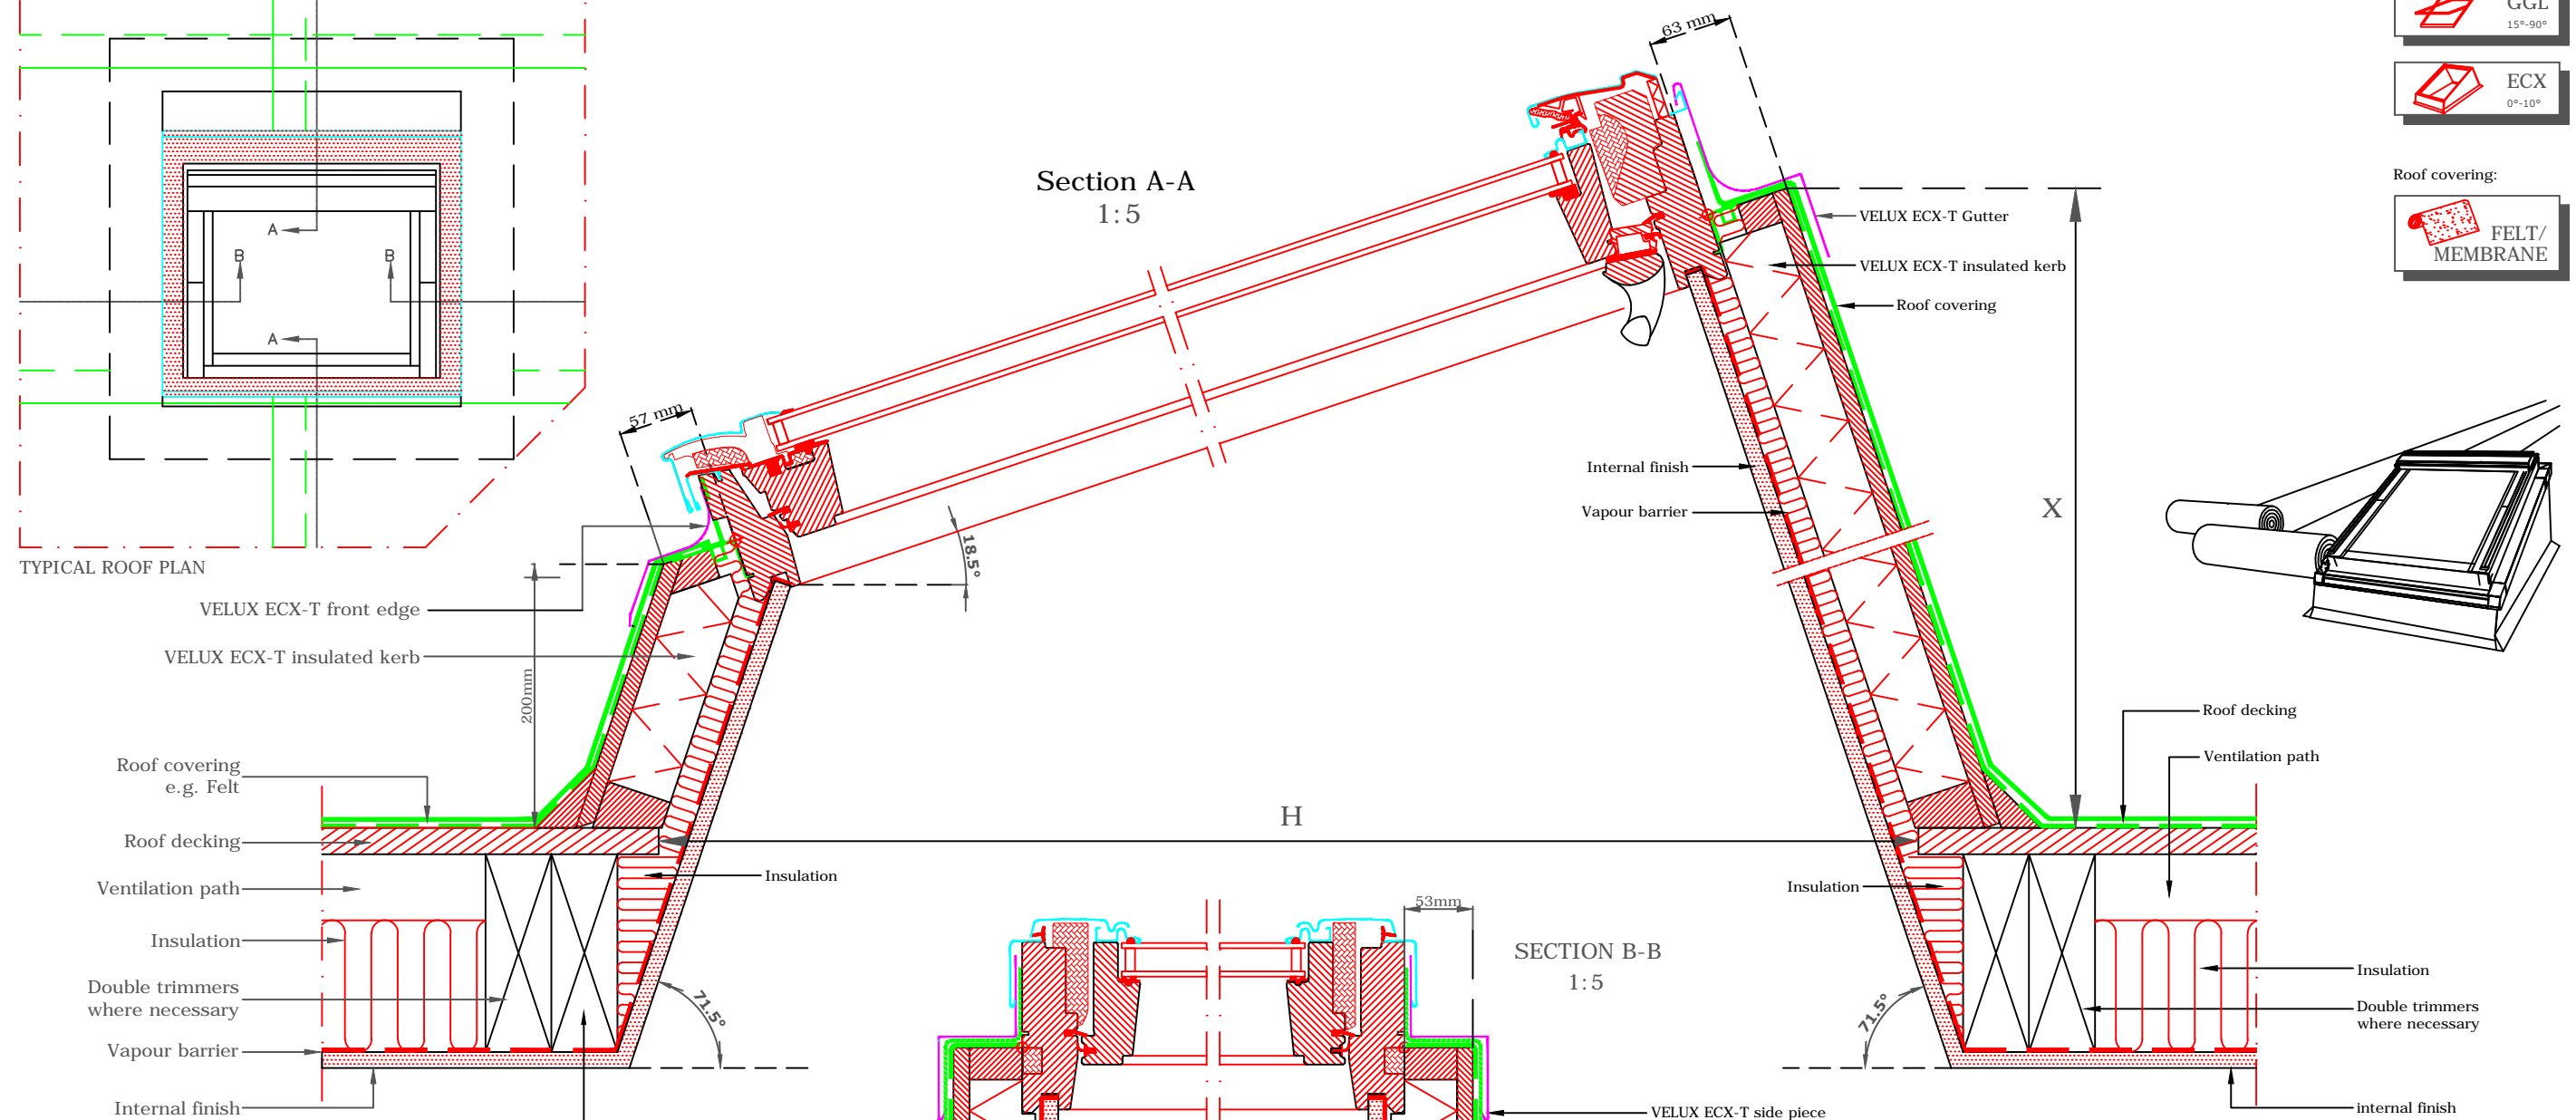 GGL
15°-90°
ECX
0°-10°
Roof covering:
FELT/
MEMBRANE
A
B
B
A
TYPICAL ROOF PLAN
Section A-A
1:5
63 mm
57 mm
18.5°
VELUX ECX-T Gutter
VELUX ECX-T insulated kerb
Roof covering
Internal finish
Vapour barrier
X
VELUX ECX-T front edge
VELUX ECX-T insulated kerb
200mm
Roof covering
e.g. Felt
Roof decking
Ventilation path
Insulation
Double trimmers
where necessary
Vapour barrier
Internal finish
H
Insulation
71.5°
Roof decking
Ventilation path
Insulation
71.5°
Insulation
Double trimmers
where necessary
internal finish
53mm
SECTION B-B
1:5
VELUX ECX-T side piece